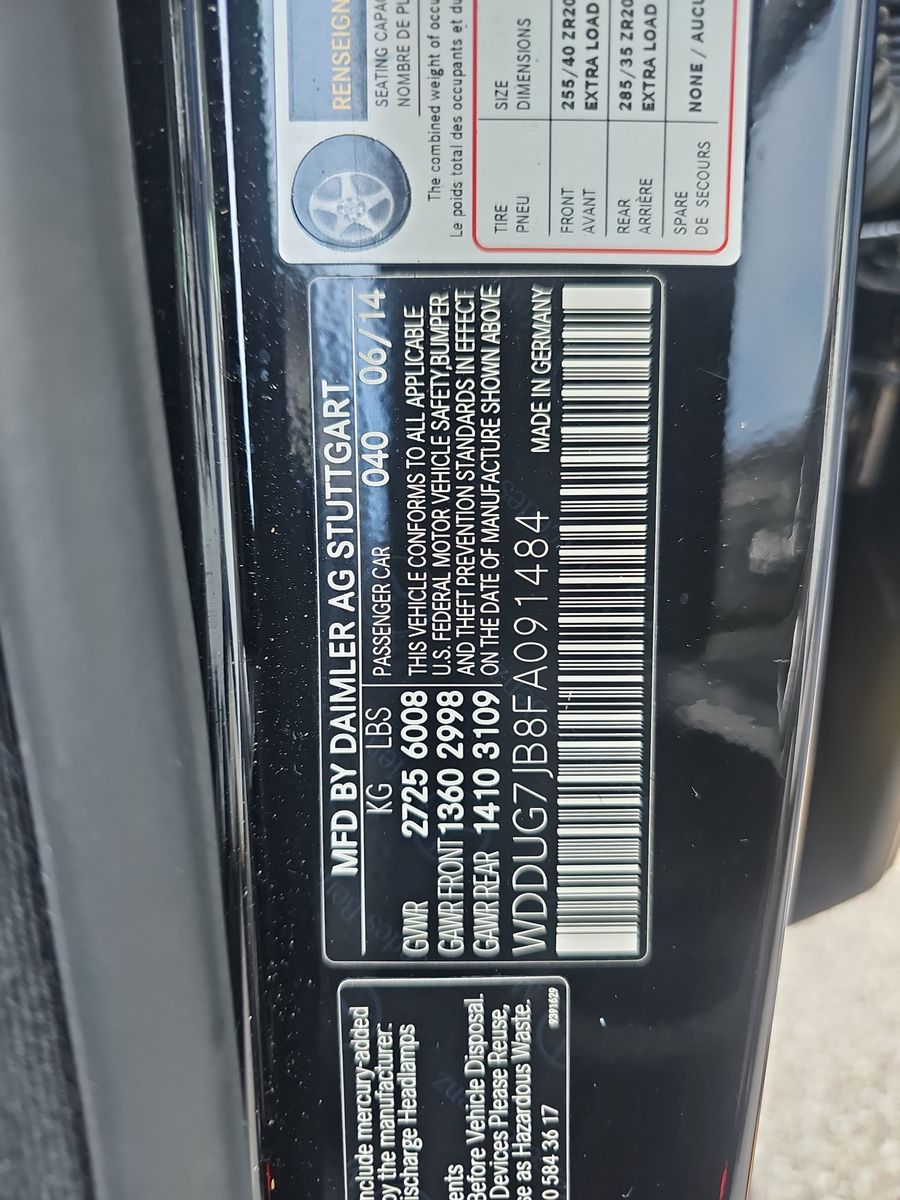 MFD BY DAIMLER AG STUTTGART
KG LBS PASSENGER CAR 040 06/14
GVWR 2725 6008 THIS VEHICLE CONFORMS TO ALL APPLICABLE
U.S. FEDERAL MOTOR VEHICLE SAFETY,BUMPER
GAWR FRONT 1360 2998 AND THEFT PREVENTION STANDARDS IN EFFECT
GAWR REAR 1410 3109 ON THE DATE OF MANUFACTURE SHOWN ABOVE
WDDUG7JB8FA091484 MADE IN GERMANY
RENSEIGN
SEATING CAPAC
NOMBRE DE PL
The combined weight of occu
Le poids total des occupants et du
TIRE SIZE
PNEU DIMENSIONS
FRONT 255/40 ZR20
AVANT EXTRA LOAD
REAR 285/35 ZR20
ARRIÈRE EXTRA LOAD
SPARE NONE / AUCU
DE SECOURS
nclude mercury-added
by the manufacturer.
ischarge Headlamps
ents
Before Vehicle Disposal.
Devices Please Reuse,
se as Hazardous Waste.
0 584 36 17